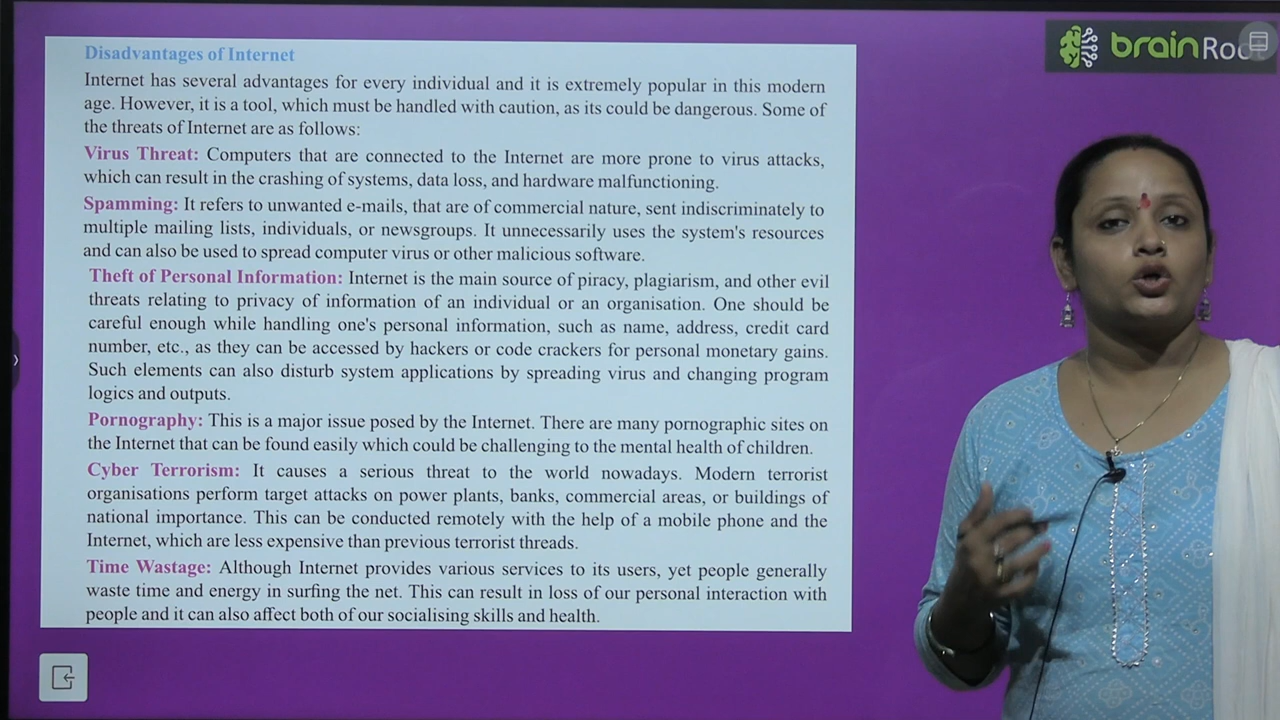 Disadvantages of Internet
Internet has several advantages for every individual and it is extremely popular in this modern
age. However, it is a tool, which must be handled with caution, as its could be dangerous. Some of
the threats of Internet are as follows:
Virus Threat: Computers that are connected to the Internet are more prone to virus attacks,
which can result in the crashing of systems, data loss, and hardware malfunctioning.
Spamming: It refers to unwanted e-mails, that are of commercial nature, sent indiscriminately to
multiple mailing lists, individuals, or newsgroups. It unnecessarily uses the system's resources
and can also be used to spread computer virus or other malicious software.
Theft of Personal Information: Internet is the main source of piracy, plagiarism, and other evil
threats relating to privacy of information of an individual or an organisation. One should be
careful enough while handling one's personal information, such as name, address, credit card
number, etc., as they can be accessed by hackers or code crackers for personal monetary gains.
Such elements can also disturb system applications by spreading virus and changing program
logics and outputs.
Pornography: This is a major issue posed by the Internet. There are many pornographic sites on
the Internet that can be found easily which could be challenging to the mental health of children.
Cyber Terrorism: It causes a serious threat to the world nowadays. Modern terrorist
organisations perform target attacks on power plants, banks, commercial areas, or buildings of
national importance. This can be conducted remotely with the help of a mobile phone and the
Internet, which are less expensive than previous terrorist threads.
Time Wastage: Although Internet provides various services to its users, yet people generally
waste time and energy in surfing the net. This can result in loss of our personal interaction with
people and it can also affect both of our socialising skills and health.
brain